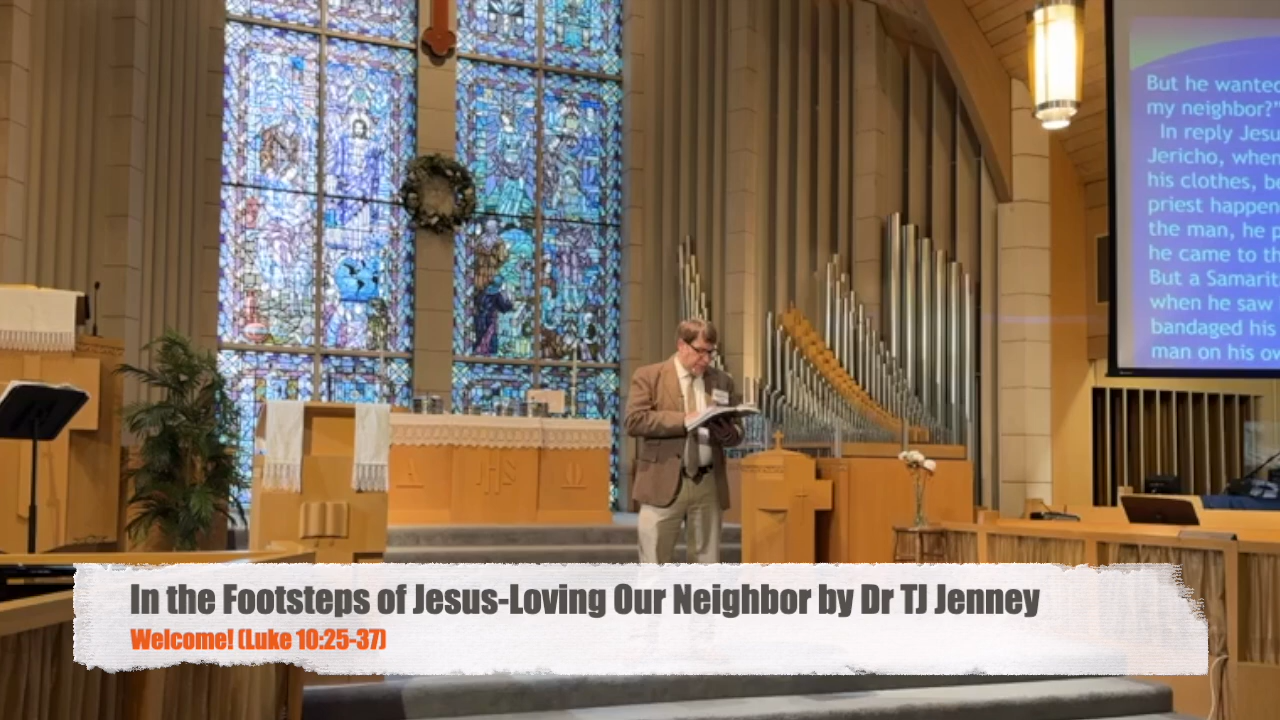 But he wanted
my neighbor?"
In reply Jesu
Jericho, when
his clothes, be
priest happen
the man, he p
he came to th
But a Samarit
when he saw
bandaged his
man on his ow
A IHS Ω
In the Footsteps of Jesus-Loving Our Neighbor by Dr TJ Jenney
Welcome! (Luke 10:25-37)